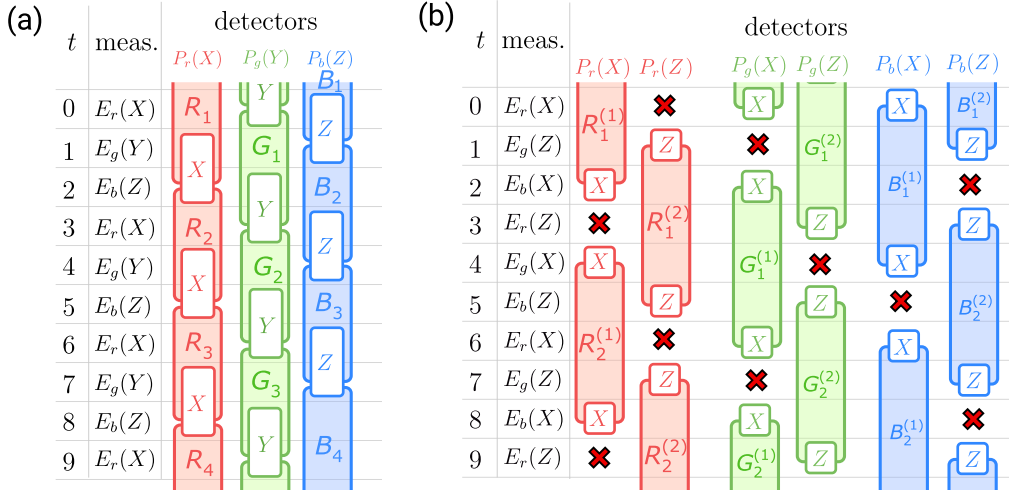 (a)
detectors
t meas. P_r(X) P_g(Y) P_b(Z)
Y B_1
0 E_r(X) R_1 Z
1 E_g(Y) G_1
X
2 E_b(Z) B_2
Y
3 E_r(X) R_2
Z
4 E_g(Y) G_2
X
5 E_b(Z) B_3
Y
6 E_r(X) R_3
Z
7 E_g(Y) G_3
X
8 E_b(Z)
Y B_4
9 E_r(X) R_4
(b)
detectors
t meas. P_r(X) P_r(Z) P_g(X) P_g(Z) P_b(X) P_b(Z)
0 E_r(X) R_1^(1) X X B_1^(2)
1 E_g(Z) Z G_1^(2) Z
2 E_b(X) X X B_1^(1)
3 E_r(Z) R_1^(2) Z Z
4 E_g(X) X G_1^(1) X
5 E_b(Z) Z Z B_2^(2)
6 E_r(X) R_2^(1) X X
7 E_g(Z) Z G_2^(2) Z
8 E_b(X) X X B_2^(1)
9 E_r(Z) R_2^(2) G_2^(1) Z Z